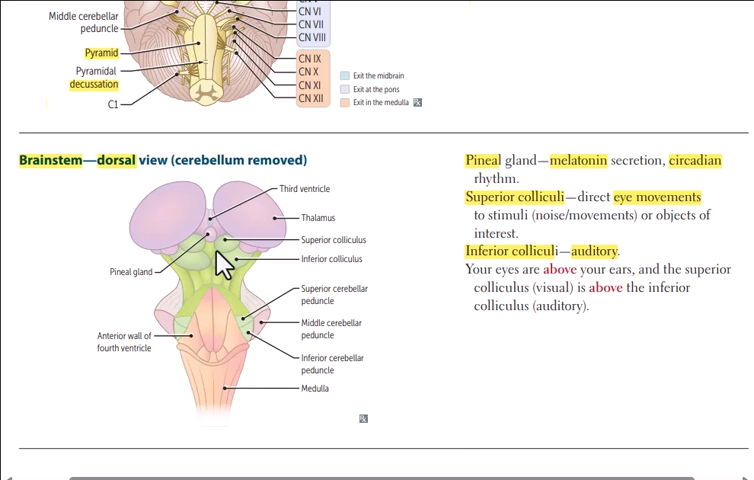 CN VI
Middle cerebellar
peduncle
CN VII
CN VIII
Pyramid
CN IX
Pyramidal
decussation
CN X
CN XI
C1
CN XII
Exit the midbrain
Exit at the pons
Exit in the medulla
Brainstem—dorsal view (cerebellum removed)
Third ventricle
Thalamus
Superior colliculus
Inferior colliculus
Pineal gland
Superior cerebellar
peduncle
Middle cerebellar
peduncle
Anterior wall of
fourth ventricle
Inferior cerebellar
peduncle
Medulla
Pineal gland—melatonin secretion, circadian
rhythm.
Superior colliculi—direct eye movements
to stimuli (noise/movements) or objects of
interest.
Inferior colliculi—auditory.
Your eyes are above your ears, and the superior
colliculus (visual) is above the inferior
colliculus (auditory).